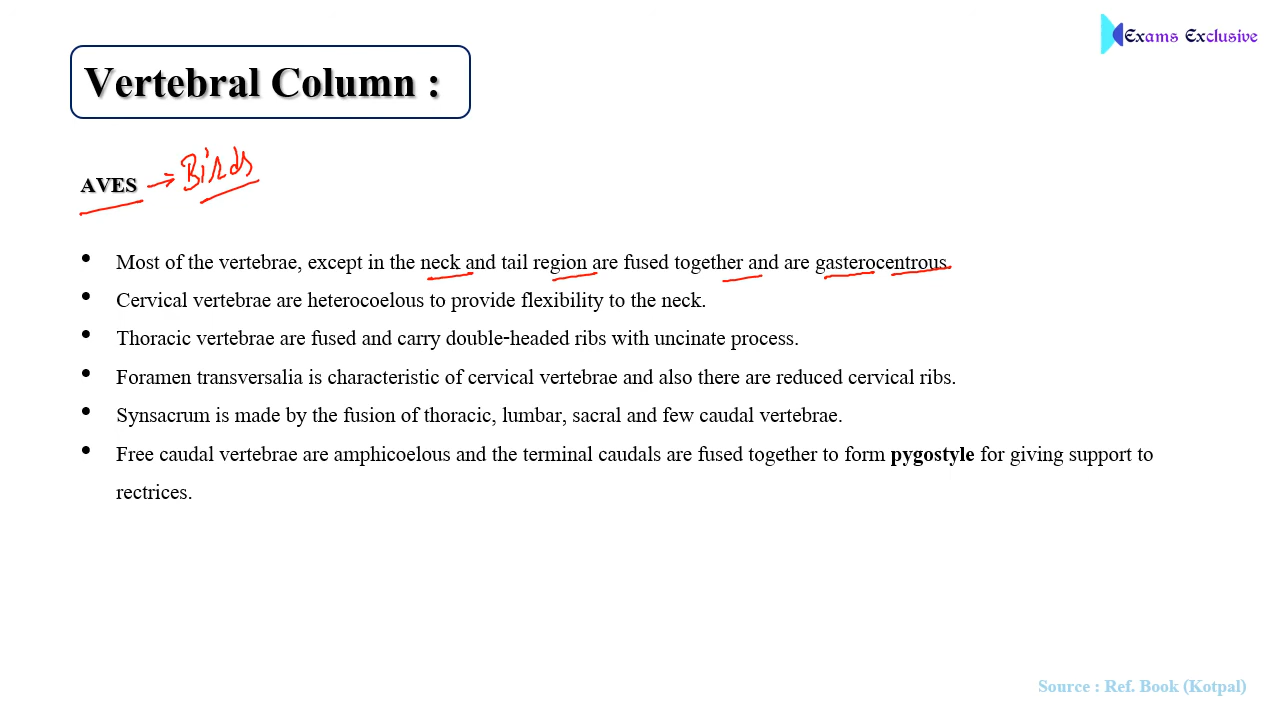 Exams Exclusive
Vertebral Column :
AVES → Birds
• Most of the vertebrae, except in the neck and tail region are fused together and are gasterocentrous.
• Cervical vertebrae are heterocoelous to provide flexibility to the neck.
• Thoracic vertebrae are fused and carry double-headed ribs with uncinate process.
• Foramen transversalia is characteristic of cervical vertebrae and also there are reduced cervical ribs.
• Synsacrum is made by the fusion of thoracic, lumbar, sacral and few caudal vertebrae.
• Free caudal vertebrae are amphicoelous and the terminal caudals are fused together to form pygostyle for giving support to
rectrices.
Source : Ref. Book (Kotpal)